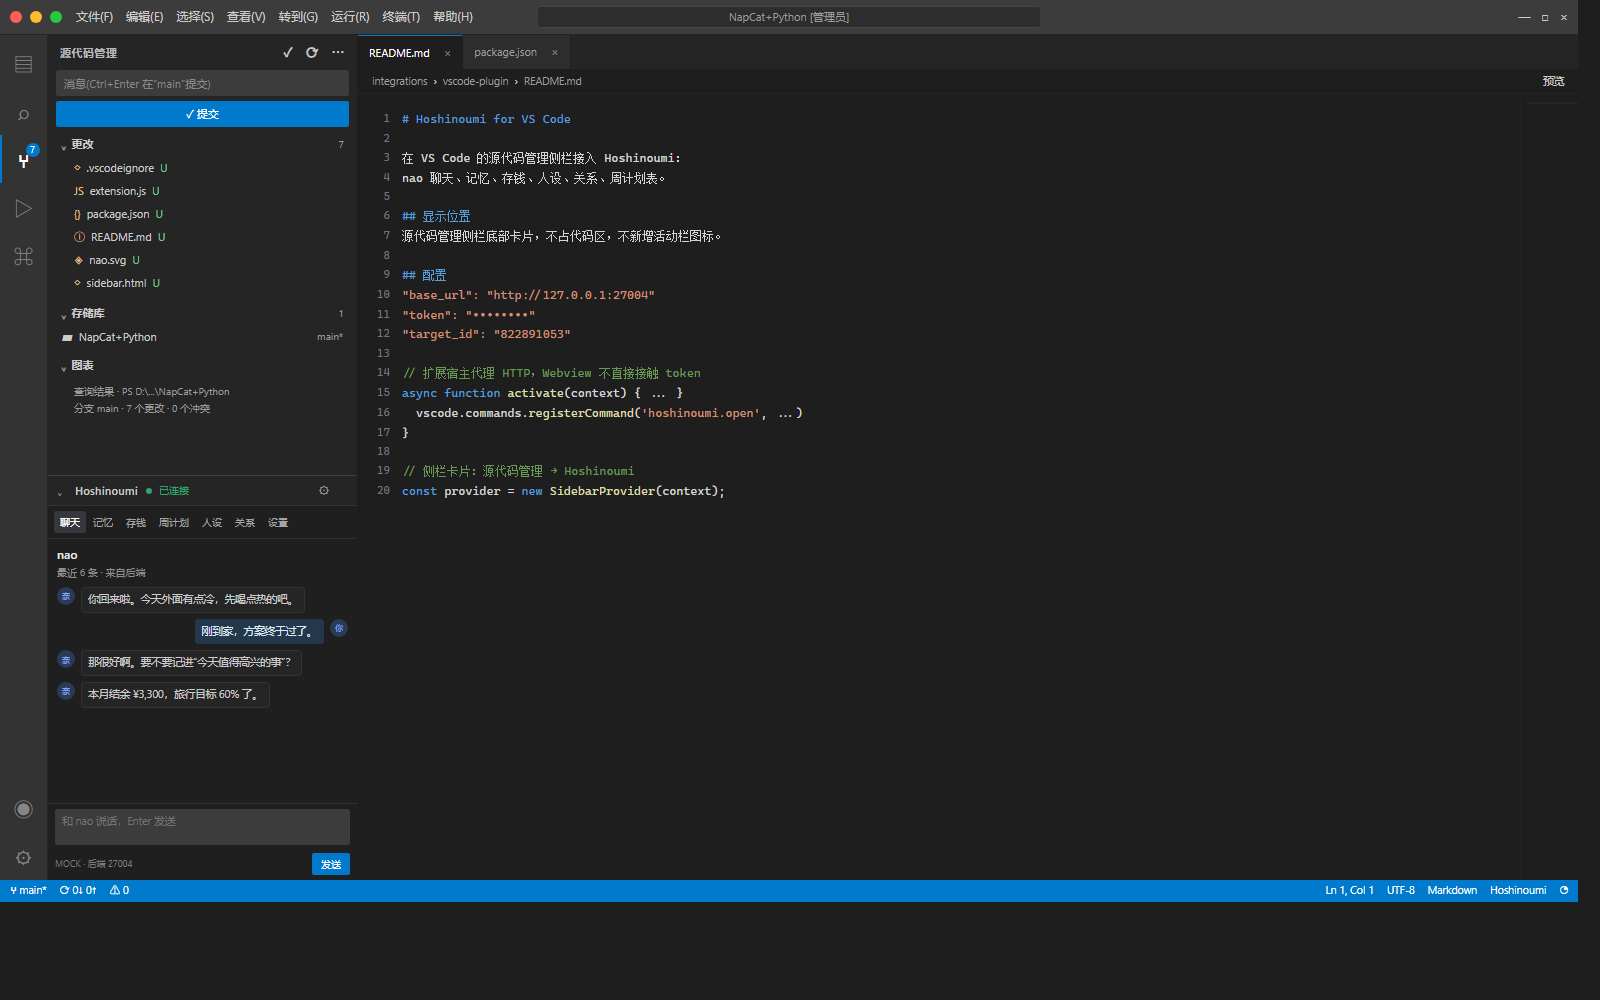 文件(F) 编辑(E) 选择(S) 查看(V) 转到(G) 运行(R) 终端(T) 帮助(H)
NapCat+Python [管理员]
源代码管理
消息(Ctrl+Enter 在"main"提交)
✓ 提交
更改 7
.vscodeignore U
JS extension.js U
{} package.json U
README.md U
nao.svg U
sidebar.html U
存储库 1
NapCat+Python main*
图表
查询结果 · PS D:\...\NapCat+Python
分支 main · 7 个更改 · 0 个冲突
Hoshinoumi ● 已连接
聊天 记忆 存钱 周计划 人设 关系 设置
nao
最近 6 条 · 来自后端
奈 你回来啦。今天外面有点冷，先喝点热的吧。
刚到家，方案终于过了。 你
奈 那很好啊。要不要记进"今天值得高兴的事"？
奈 本月结余 ¥3,300，旅行目标 60% 了。
和 nao 说话，Enter 发送
MOCK · 后端 27004
发送
7
README.md ×
package.json ×
integrations › vscode-plugin › README.md
预览
1 # Hoshinoumi for VS Code
2
3 在 VS Code 的源代码管理侧栏接入 Hoshinoumi:
4 nao 聊天、记忆、存钱、人设、关系、周计划表。
5
6 ## 显示位置
7 源代码管理侧栏底部卡片，不占代码区，不新增活动栏图标。
8
9 ## 配置
10 "base_url": "http://127.0.0.1:27004"
11 "token": "••••••••"
12 "target_id": "822891053"
13
14 // 扩展宿主代理 HTTP，Webview 不直接接触 token
15 async function activate(context) { ... }
16 vscode.commands.registerCommand('hoshinoumi.open', ...)
17 }
18
19 // 侧栏卡片: 源代码管理 → Hoshinoumi
20 const provider = new SidebarProvider(context);
main* 0↓ 0↑ ⚠ 0
Ln 1, Col 1 UTF-8 Markdown Hoshinoumi